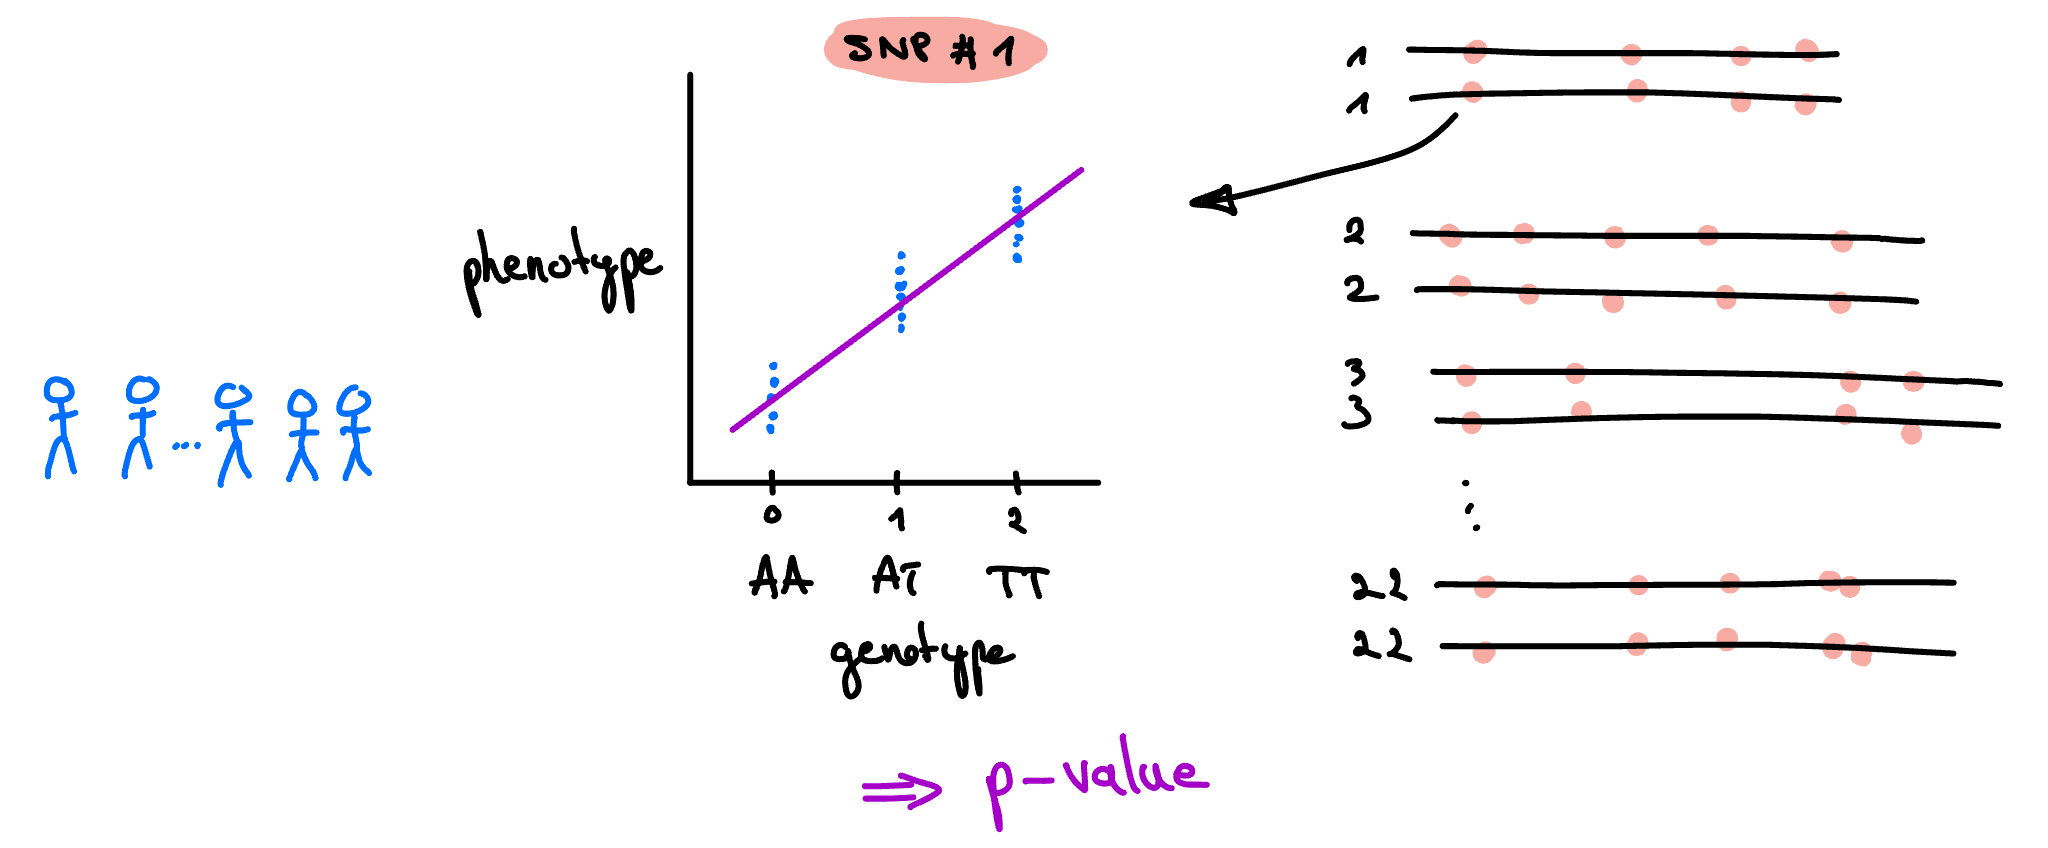 SNP # 1
phenotype
0 1 2
AA AT TT
genotype
⇒ p-value
1
1
2
2
3
3
22
22